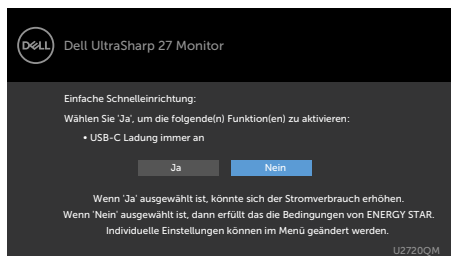 DELL
Dell UltraSharp 27 Monitor
Einfache Schnelleinrichtung:
Wählen Sie 'Ja', um die folgende(n) Funktion(en) zu aktivieren:
• USB-C Ladung immer an
Ja Nein
Wenn 'Ja' ausgewählt ist, könnte sich der Stromverbrauch erhöhen.
Wenn 'Nein' ausgewählt ist, dann erfüllt das die Bedingungen von ENERGY STAR.
Individuelle Einstellungen können im Menü geändert werden.
U2720QM